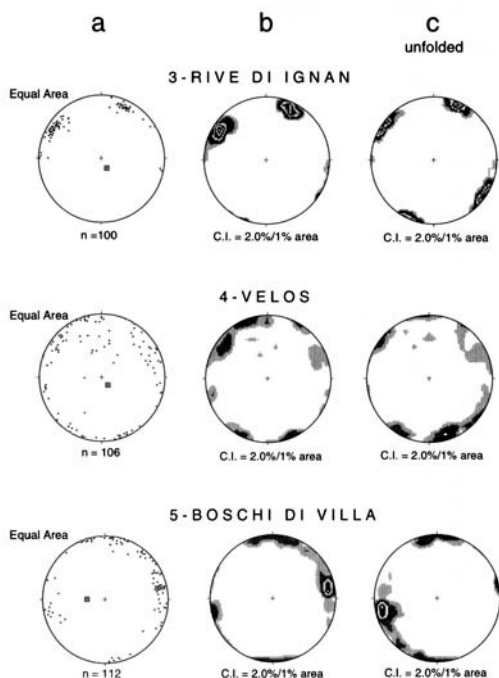 a b c
unfolded
3-RIVE DI IGNAN
Equal Area
n =100 C.I. = 2.0%/1% area C.I. = 2.0%/1% area
4-VELOS
Equal Area
n = 106 C.I. = 2.0%/1% area C.I. = 2.0%/1% area
5-BOSCHI DI VILLA
Equal Area
n = 112 C.I. = 2.0%/1% area C.I. = 2.0%/1% area